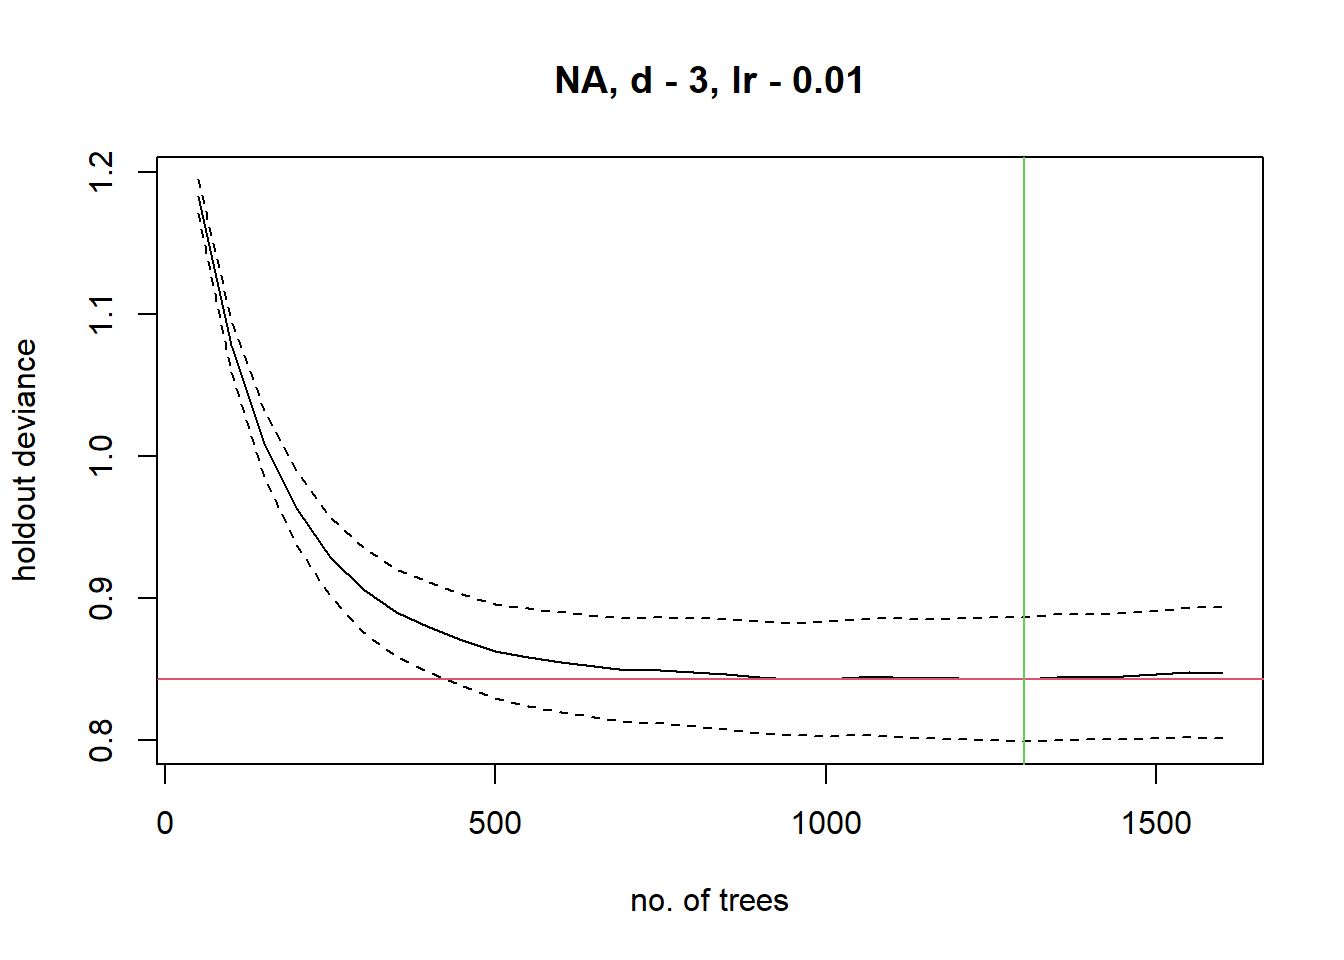 NA, d - 3, lr - 0.01
holdout deviance
1.2
1.1
1.0
0.9
0.8
0 500 1000 1500
no. of trees